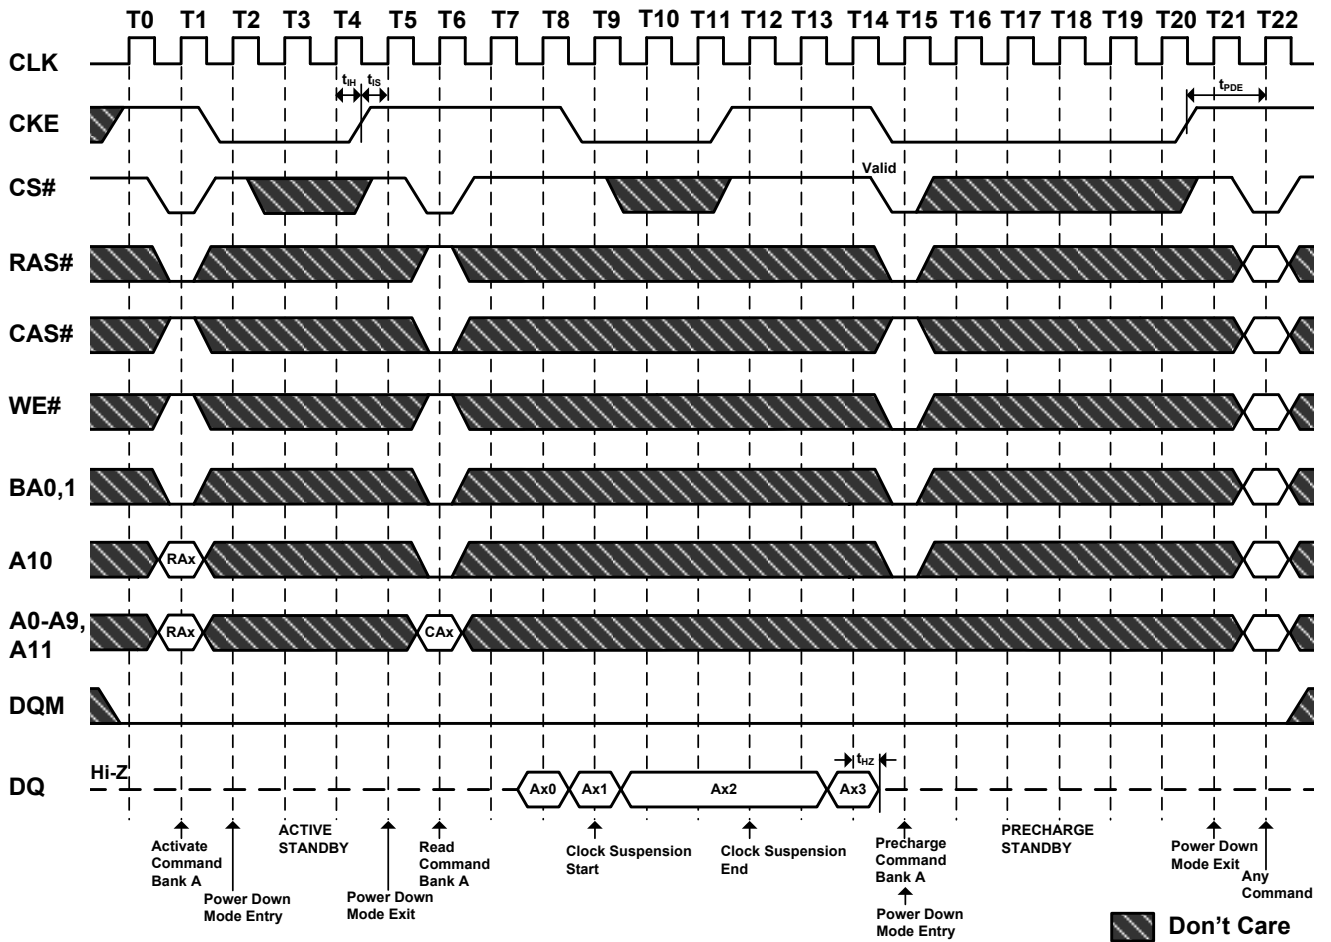 T0 T1 T2 T3 T4 T5 T6 T7 T8 T9 T10 T11 T12 T13 T14 T15 T16 T17 T18 T19 T20 T21 T22
CLK
tIH tIS
tPDE
CKE
Valid
CS#
RAS#
CAS#
WE#
BA0,1
A10
RAx
A0-A9,
A11
RAx
CAx
DQM
Hi-Z
tHZ
DQ
Ax0 Ax1 Ax2 Ax3
Activate
Command
Bank A
Power Down
Mode Entry
ACTIVE
STANDBY
Power Down
Mode Exit
Read
Command
Bank A
Clock Suspension
Start
Clock Suspension
End
Precharge
Command
Bank A
Power Down
Mode Entry
PRECHARGE
STANDBY
Power Down
Mode Exit
Any
Command
Don't Care